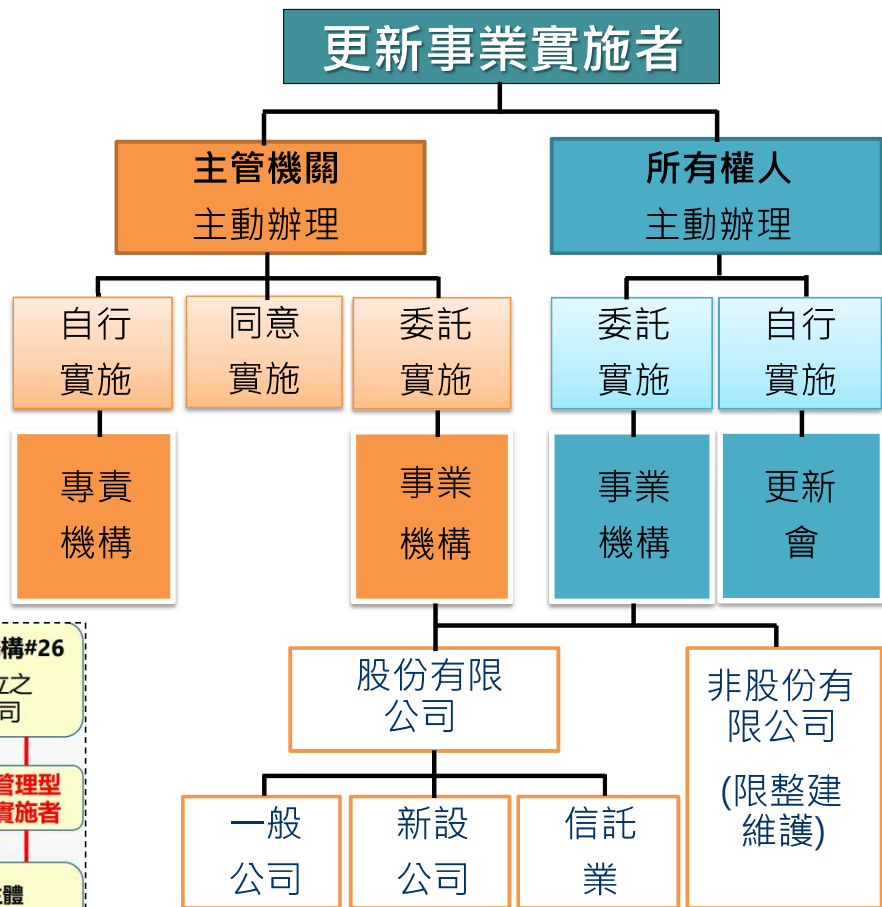 更新事業實施者
主管機關
主動辦理
所有權人
主動辦理
自行
實施
同意
實施
委託
實施
委託
實施
自行
實施
專責
機構
事業
機構
事業
機構
更新
會
構#26
立之
司
管理型
實施者
體
股份有限
公司
非股份有
限公司
(限整建
維護)
一般
公司
新設
公司
信託
業